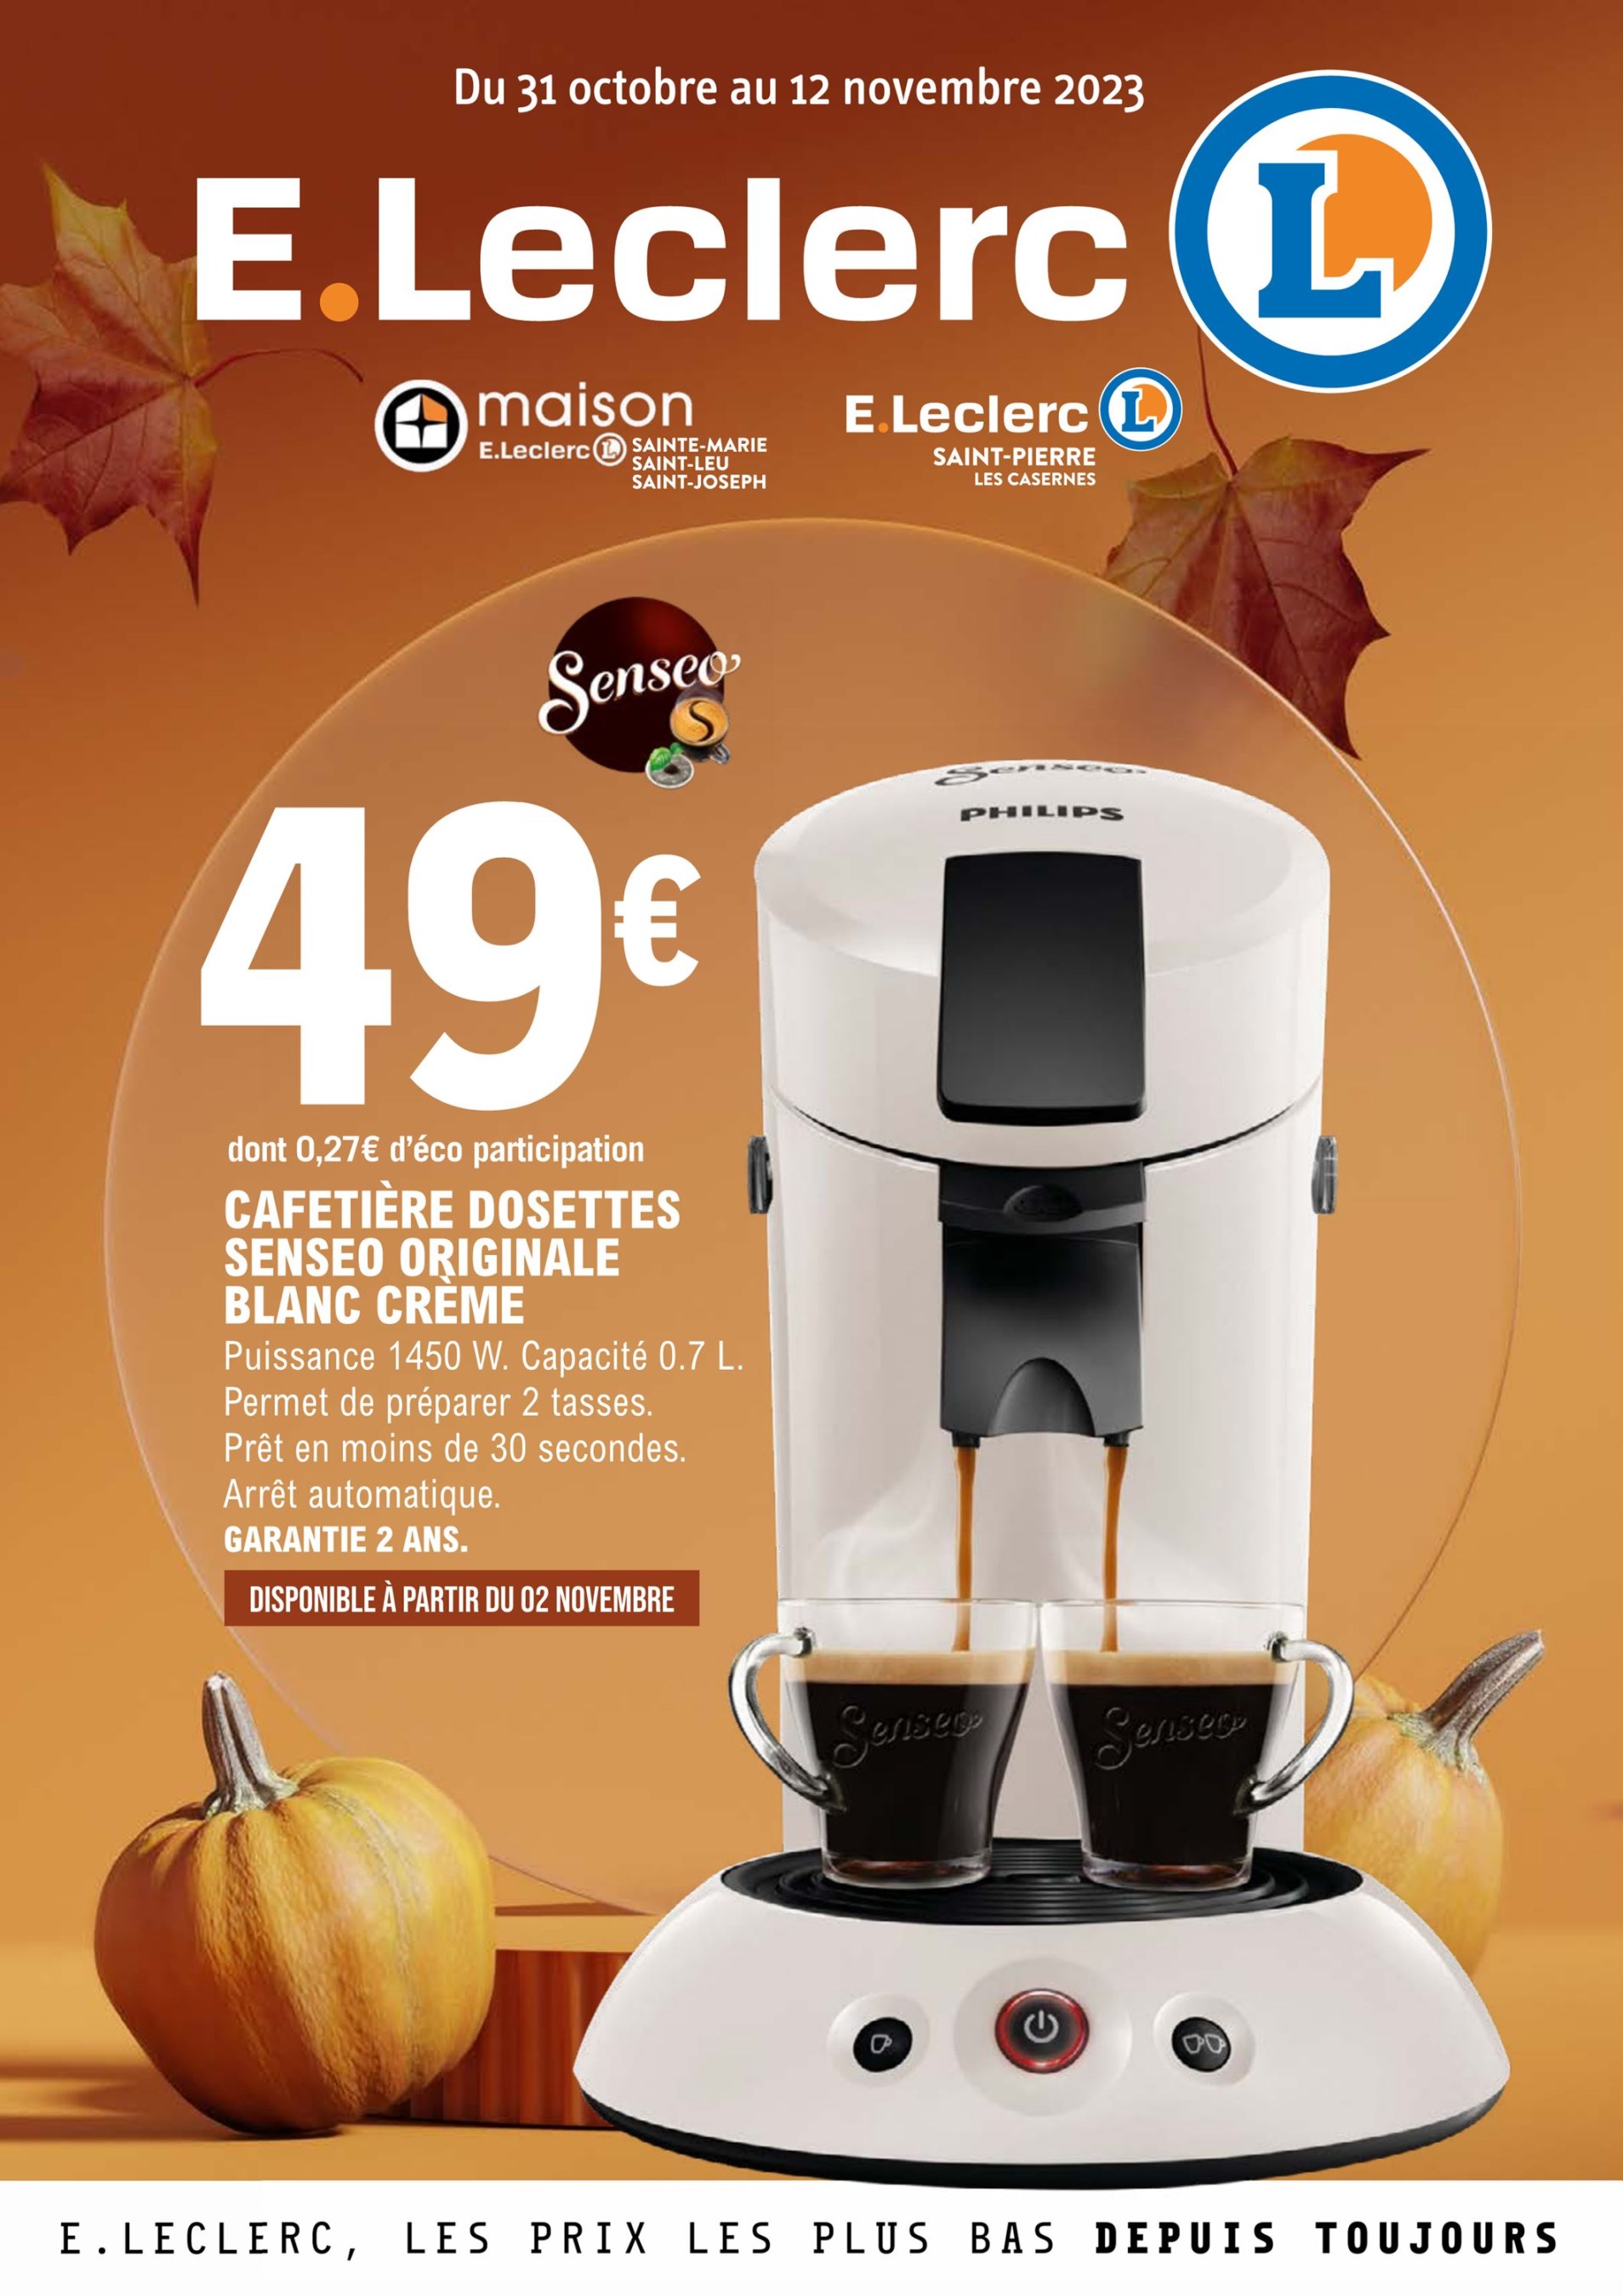 Du 31 octobre au 12 novembre 2023
E.Leclerc L
maison
E.Leclerc L SAINTE-MARIE
SAINT-LEU
SAINT-JOSEPH
E.Leclerc L
SAINT-PIERRE
LES CASERNES
Senseo
S
Senseo
PHILIPS
49€
dont 0,27€ d'éco participation
CAFETIÈRE DOSETTES
SENSEO ORIGINALE
BLANC CRÈME
Puissance 1450 W. Capacité 0.7 L.
Permet de préparer 2 tasses.
Prêt en moins de 30 secondes.
Arrêt automatique.
GARANTIE 2 ANS.
DISPONIBLE À PARTIR DU 02 NOVEMBRE
Senseo
Senseo
E.LECLERC, LES PRIX LES PLUS BAS DEPUIS TOUJOURS